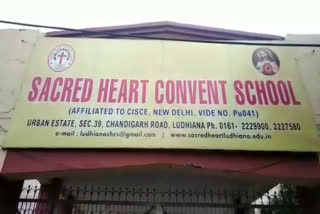 SACRED HEART CONVENT SCHOOL
(AFFILIATED TO CISCE, NEW DELHI, VIDE NO. Pu041)
URBAN ESTATE, SEC. 39, CHANDIGARH ROAD, LUDHIANA Ph. 0161- 2229900, 2227580
e-mail : ludhianashcv@gmail.com | www.sacredheartludhiana.edu.in